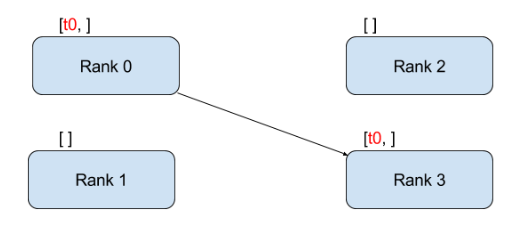 [t0, ]
Rank 0
[ ]
Rank 2
[ ]
Rank 1
[t0, ]
Rank 3